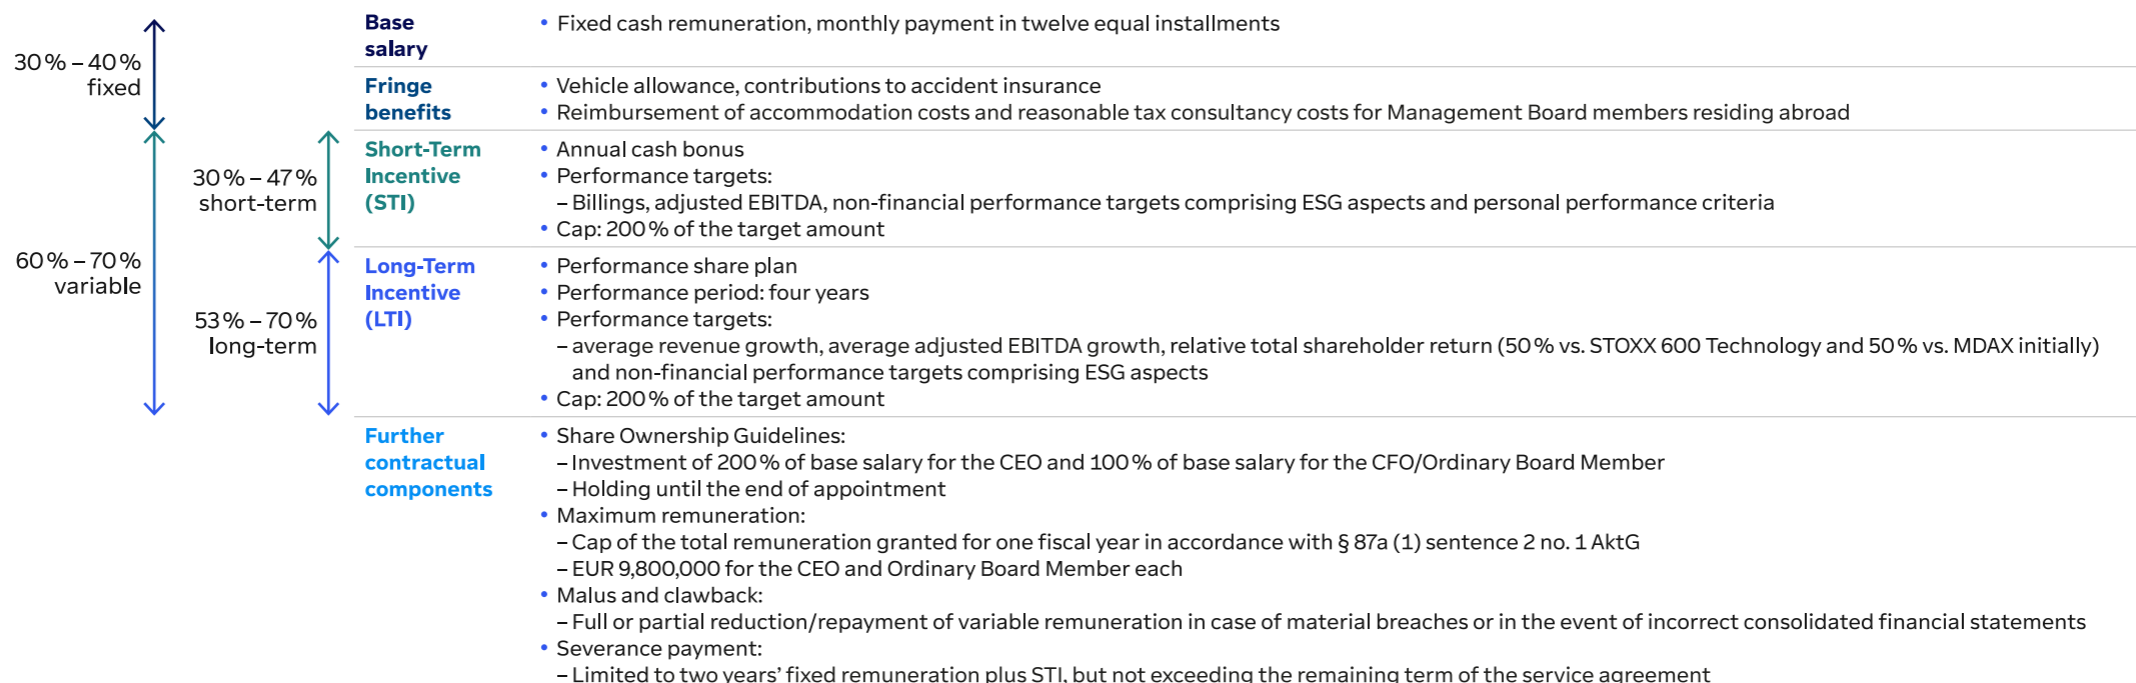 30 % – 40 %
fixed
60 % – 70 %
variable
30 % – 47 %
short-term
53 % – 70 %
long-term
Base
salary
• Fixed cash remuneration, monthly payment in twelve equal installments
Fringe
benefits
• Vehicle allowance, contributions to accident insurance
• Reimbursement of accommodation costs and reasonable tax consultancy costs for Management Board members residing abroad
Short-Term
Incentive
(STI)
• Annual cash bonus
• Performance targets:
– Billings, adjusted EBITDA, non-financial performance targets comprising ESG aspects and personal performance criteria
• Cap: 200 % of the target amount
Long-Term
Incentive
(LTI)
• Performance share plan
• Performance period: four years
• Performance targets:
– average revenue growth, average adjusted EBITDA growth, relative total shareholder return (50 % vs. STOXX 600 Technology and 50 % vs. MDAX initially)
and non-financial performance targets comprising ESG aspects
• Cap: 200 % of the target amount
Further
contractual
components
• Share Ownership Guidelines:
– Investment of 200 % of base salary for the CEO and 100 % of base salary for the CFO/Ordinary Board Member
– Holding until the end of appointment
• Maximum remuneration:
– Cap of the total remuneration granted for one fiscal year in accordance with § 87a (1) sentence 2 no. 1 AktG
– EUR 9,800,000 for the CEO and Ordinary Board Member each
• Malus and clawback:
– Full or partial reduction/repayment of variable remuneration in case of material breaches or in the event of incorrect consolidated financial statements
• Severance payment:
– Limited to two years’ fixed remuneration plus STI, but not exceeding the remaining term of the service agreement